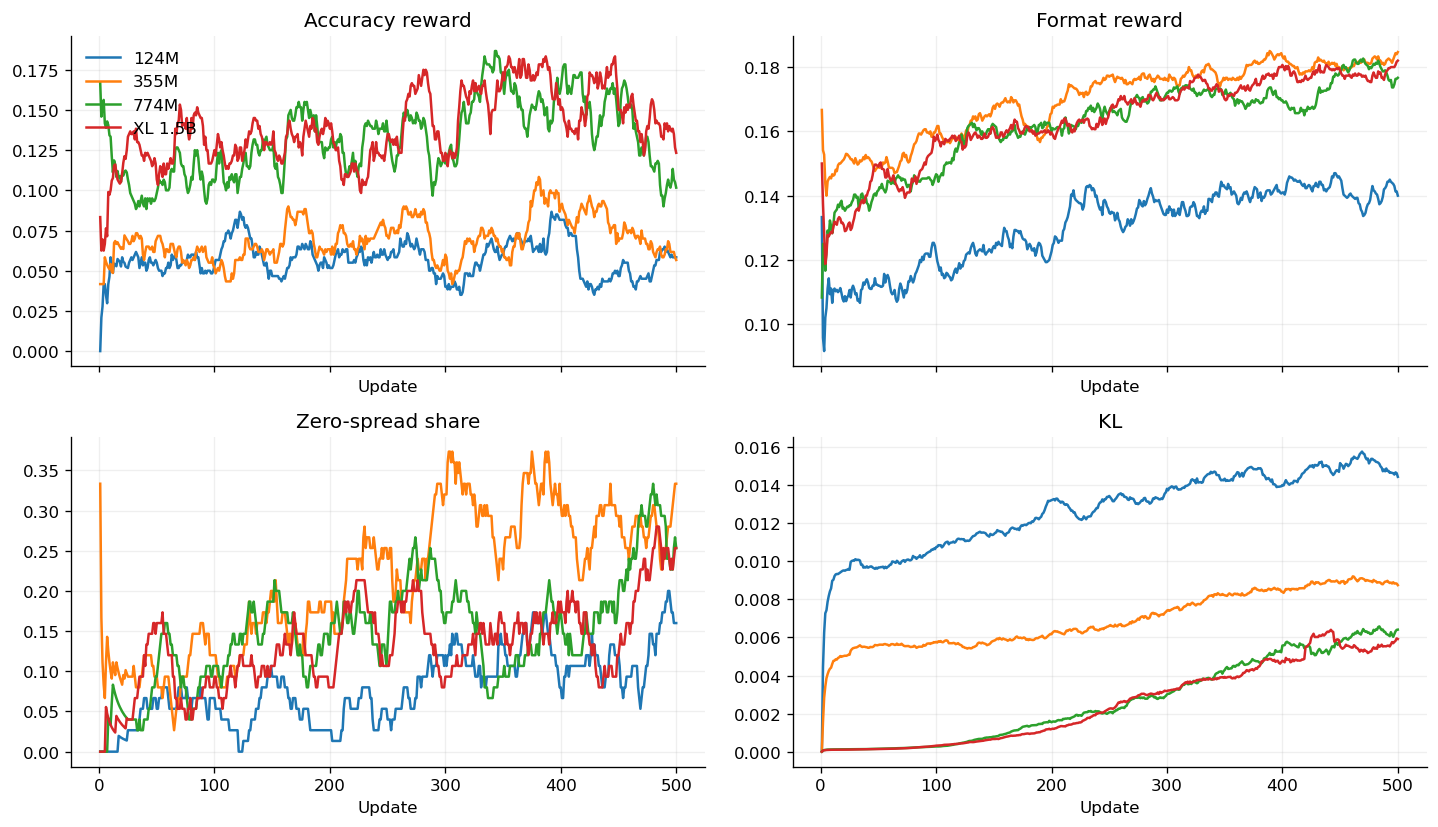 Accuracy reward
Format reward
124M
355M
774M
XL 1.5B
0.175
0.150
0.125
0.100
0.075
0.050
0.025
0.000
Update
0.18
0.16
0.14
0.12
0.10
Update
Zero-spread share
KL
0.35
0.30
0.25
0.20
0.15
0.10
0.05
0.00
0 100 200 300 400 500
Update
0.016
0.014
0.012
0.010
0.008
0.006
0.004
0.002
0.000
0 100 200 300 400 500
Update